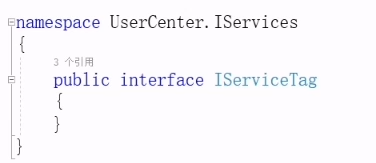 namespace UserCenter.IServices
{
3 个引用
public interface IServiceTag
{
}
}